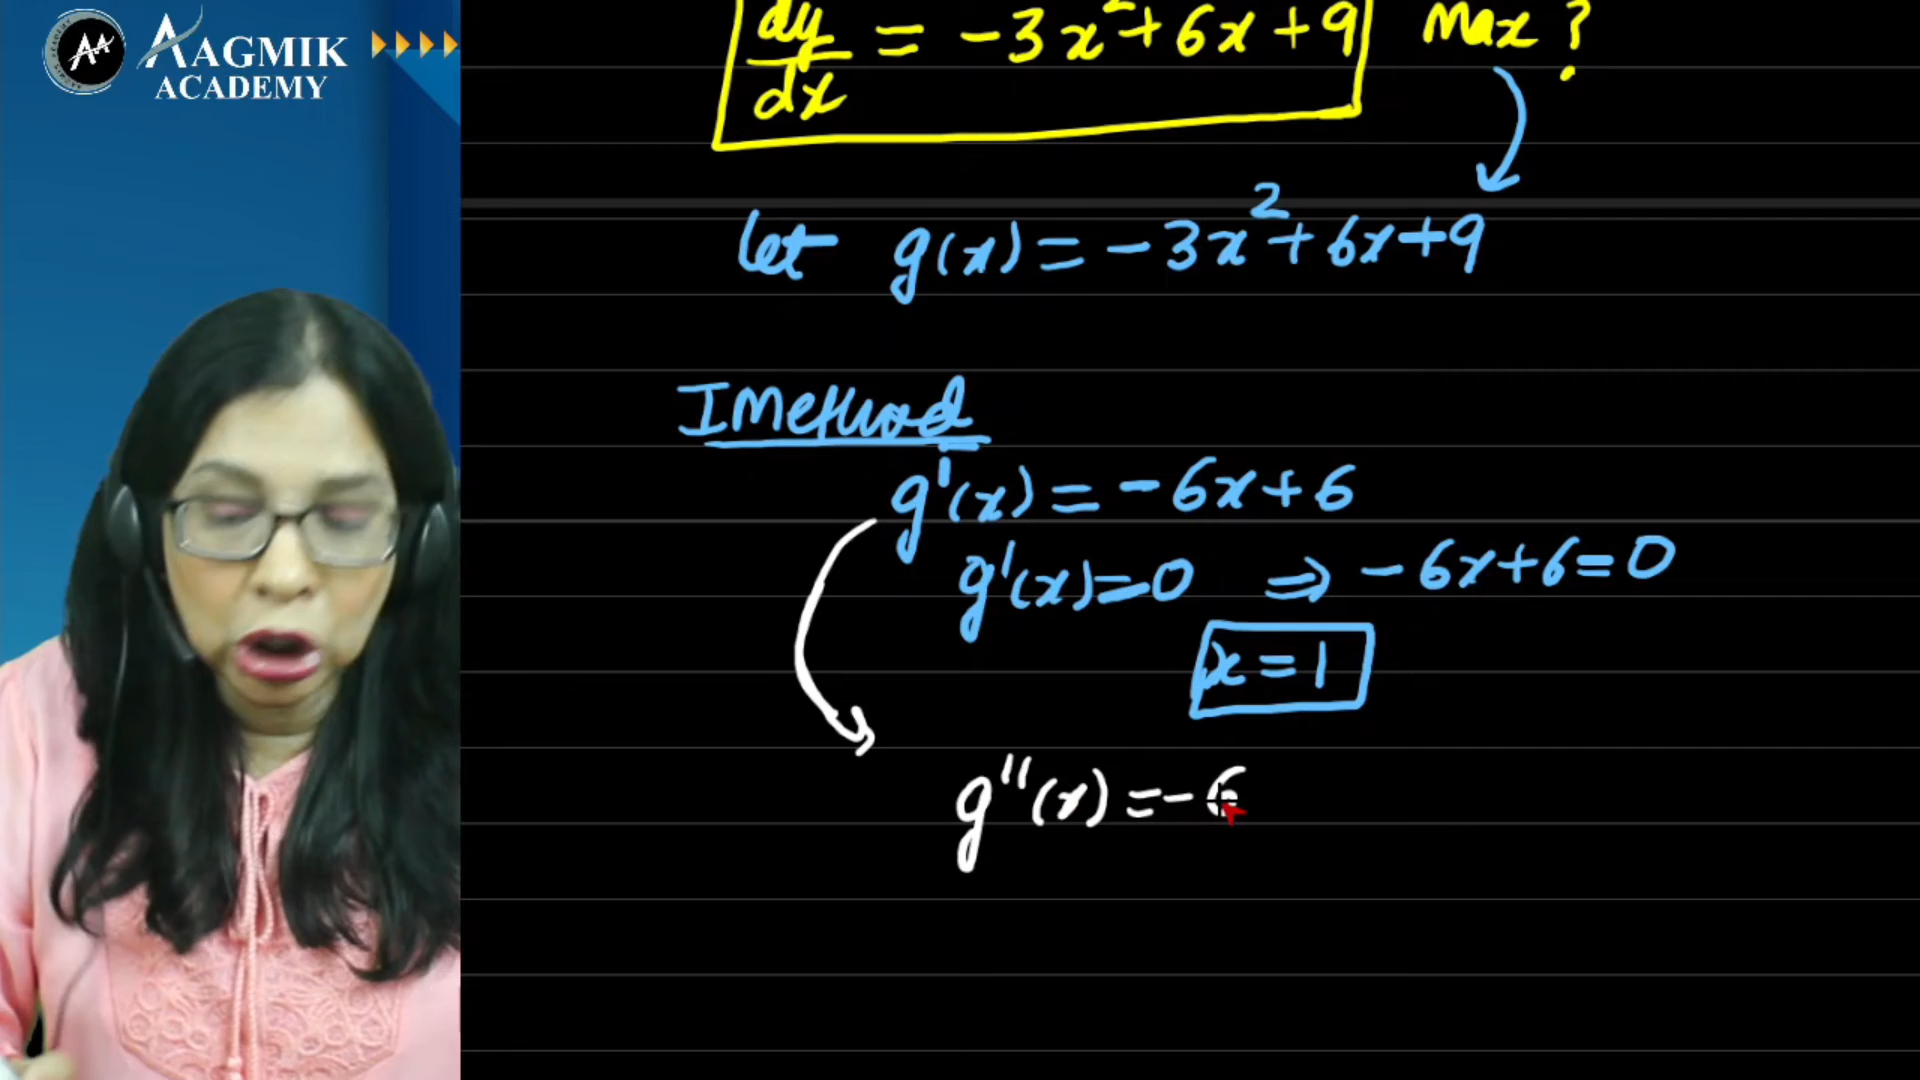 AAGMIK
ACADEMY
dy/dx = -3x²+6x+9 Max ?
let g(x) = -3x²+6x+9
I Method
g'(x) = -6x+6
g'(x)=0 ⇒ -6x+6=0
x=1
g''(x) = -6